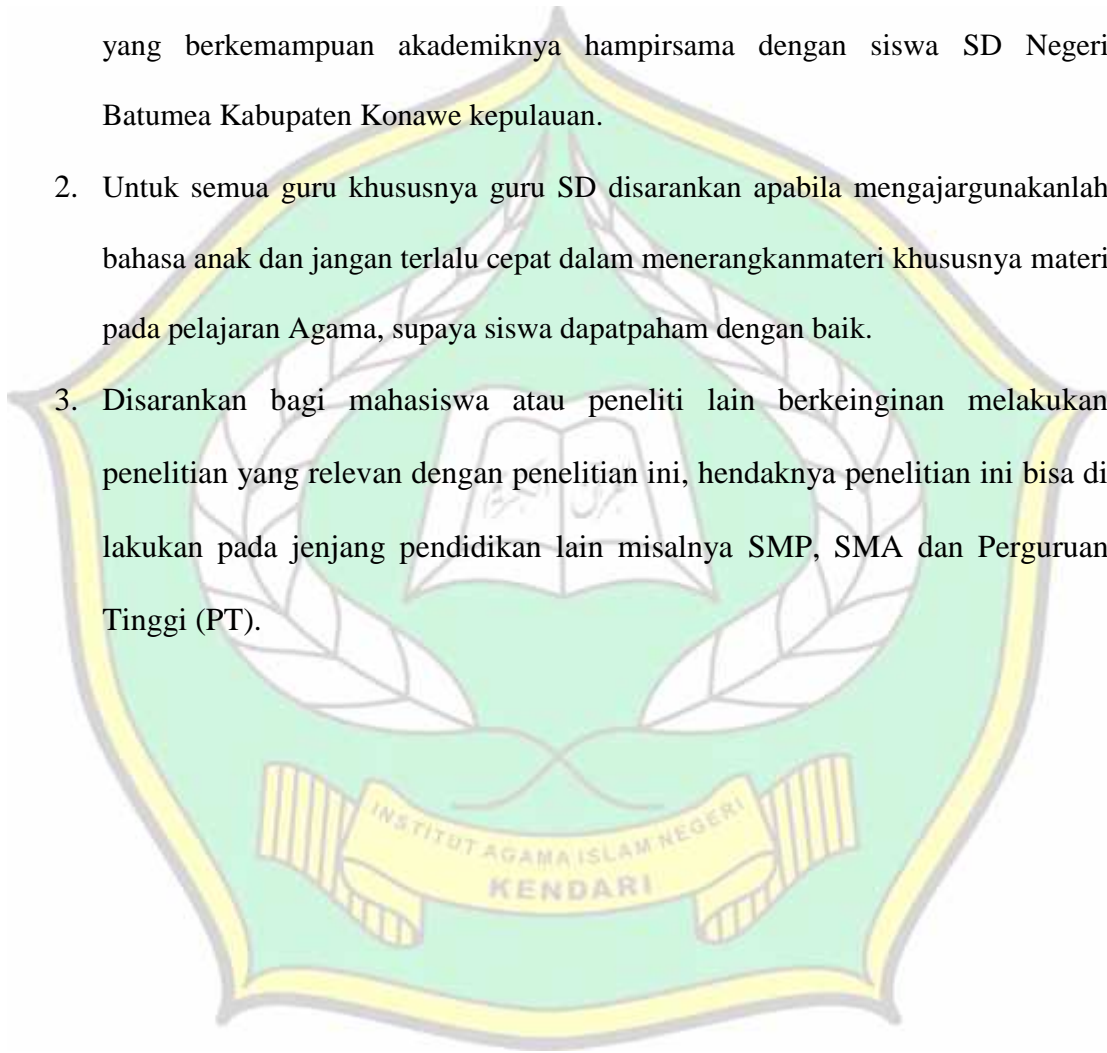 yang berkemampuan akademiknya hampirsama dengan siswa SD Negeri
Batumea Kabupaten Konawe kepulauan.
2. Untuk semua guru khususnya guru SD disarankan apabila mengajargunakanlah
bahasa anak dan jangan terlalu cepat dalam menerangkanmateri khususnya materi
pada pelajaran Agama, supaya siswa dapatpaham dengan baik.
3. Disarankan bagi mahasiswa atau peneliti lain berkeinginan melakukan
penelitian yang relevan dengan penelitian ini, hendaknya penelitian ini bisa di
lakukan pada jenjang pendidikan lain misalnya SMP, SMA dan Perguruan
Tinggi (PT).
INSTITUT AGAMA ISLAM NEGERI
KENDARI